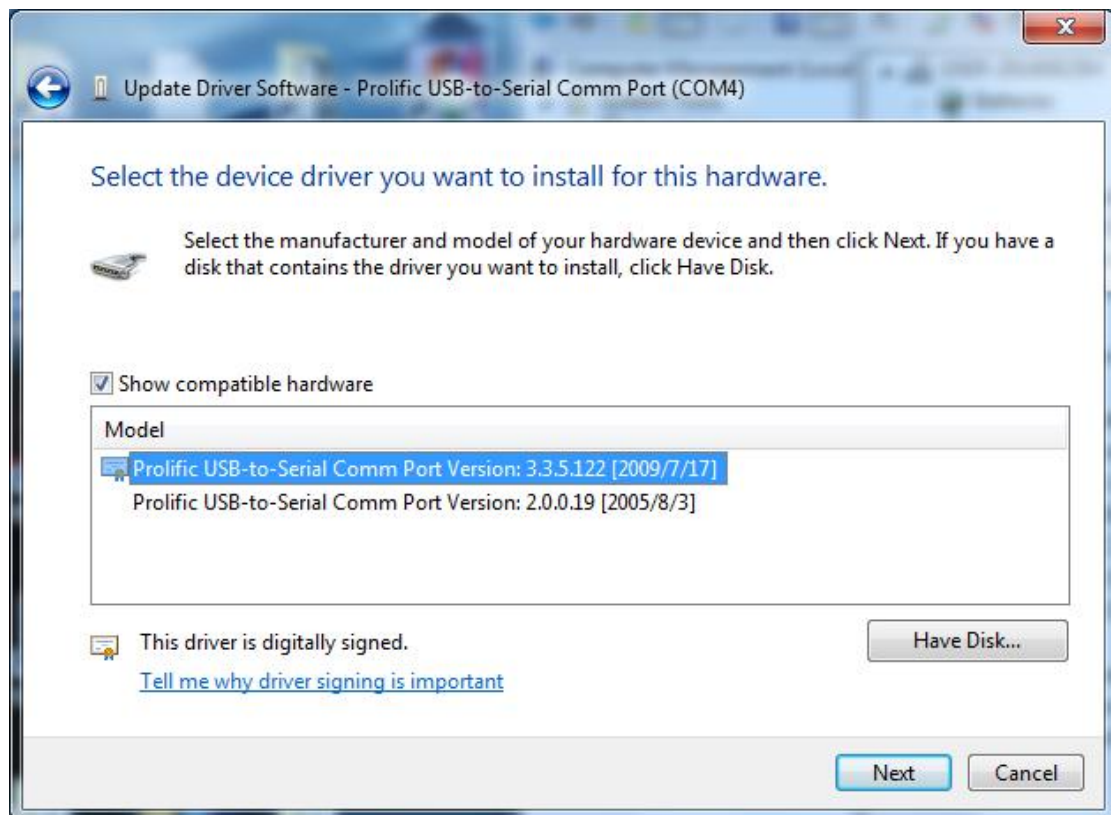 Update Driver Software - Prolific USB-to-Serial Comm Port (COM4)
Select the device driver you want to install for this hardware.
Select the manufacturer and model of your hardware device and then click Next. If you have a
disk that contains the driver you want to install, click Have Disk.
Show compatible hardware
Model
Prolific USB-to-Serial Comm Port Version: 3.3.5.122 [2009/7/17]
Prolific USB-to-Serial Comm Port Version: 2.0.0.19 [2005/8/3]
This driver is digitally signed.
Have Disk...
Tell me why driver signing is important
Next
Cancel